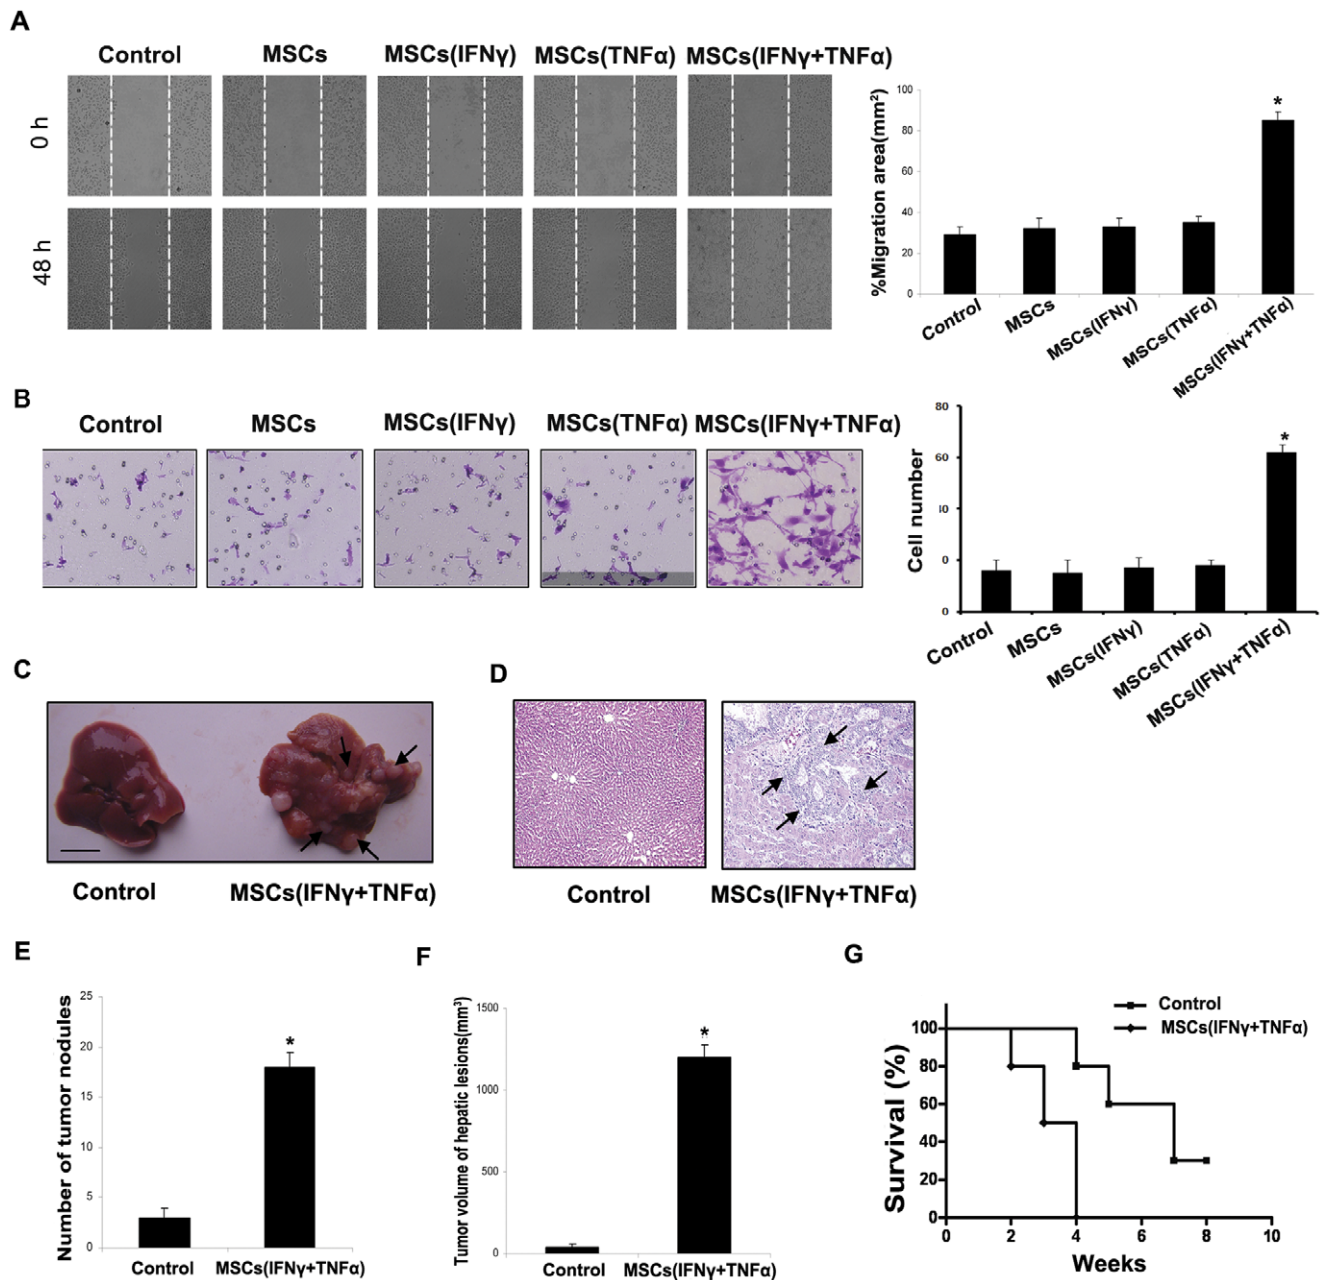 A
Control MSCs MSCs(IFNγ) MSCs(TNFα) MSCs(IFNγ+TNFα)
0 h
48 h
%Migration area(mm²)
100
80
60
40
20
0
*
Control MSCs MSCs(IFNγ) MSCs(TNFα) MSCs(IFNγ+TNFα)
B
Control MSCs MSCs(IFNγ) MSCs(TNFα) MSCs(IFNγ+TNFα)
Cell number
80
60
0
0
*
Control MSCs MSCs(IFNγ) MSCs(TNFα) MSCs(IFNγ+TNFα)
C
Control MSCs(IFNγ+TNFα)
D
Control MSCs(IFNγ+TNFα)
E
Number of tumor nodules
25
20
15
10
5
0
*
Control MSCs(IFNγ+TNFα)
F
Tumor volume of hepatic lesions(mm³)
1500
1000
500
0
*
Control MSCs(IFNγ+TNFα)
G
Control
MSCs(IFNγ+TNFα)
Survival (%)
100
80
60
40
20
0
0 2 4 6 8 10
Weeks